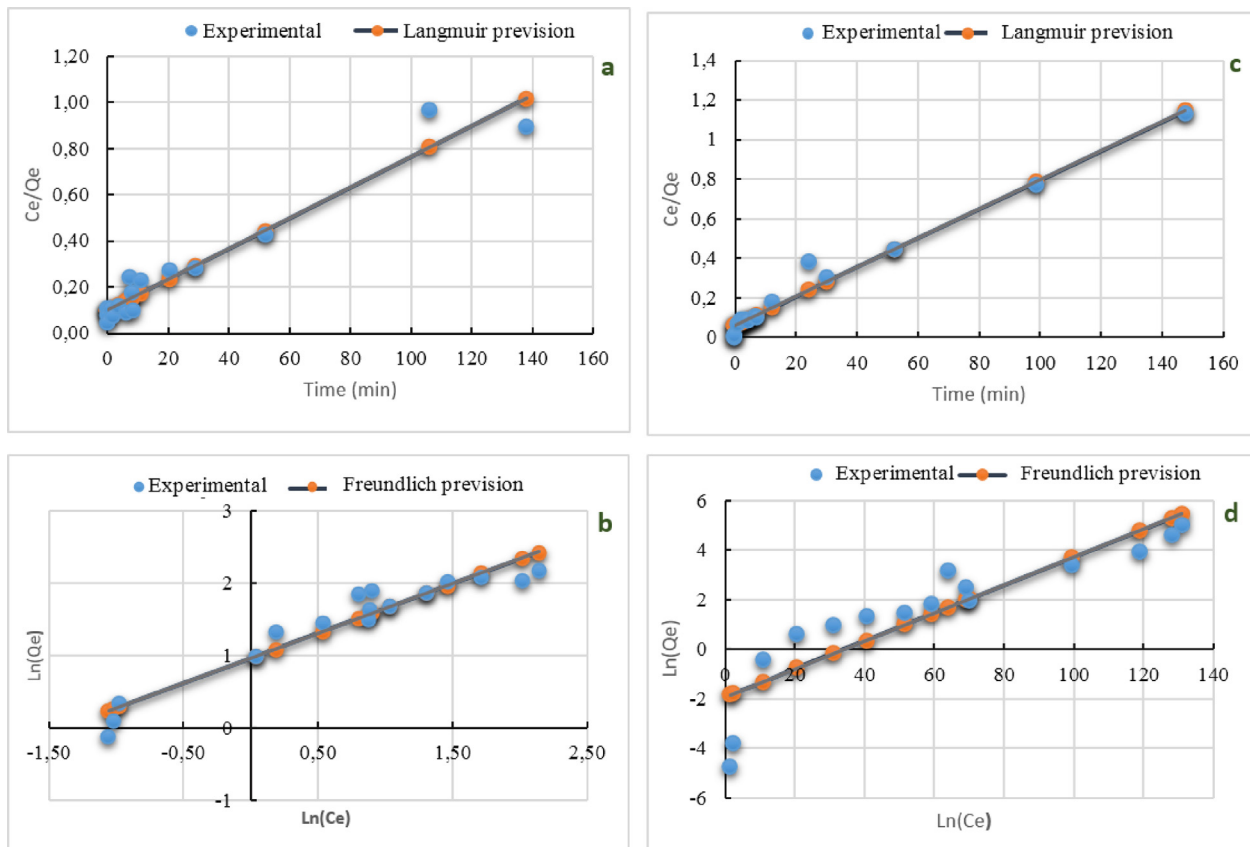 Experimental Langmuir prevision
a
1,20
1,00
0,80
0,60
0,40
0,20
0,00
Ce/Qe
0 20 40 60 80 100 120 140 160
Time (min)
Experimental Langmuir prevision
c
1,4
1,2
1
0,8
0,6
0,4
0,2
0
Ce/Qe
0 20 40 60 80 100 120 140 160
Time (min)
Experimental Freundlich prevision
b
3
2
1
0
-1
Ln(Qe)
-1,50 -0,50 0,50 1,50 2,50
Ln(Ce)
Experimental Freundlich prevision
d
6
4
2
0
-2
-4
-6
Ln(Qe)
0 20 40 60 80 100 120 140
Ln(Ce)